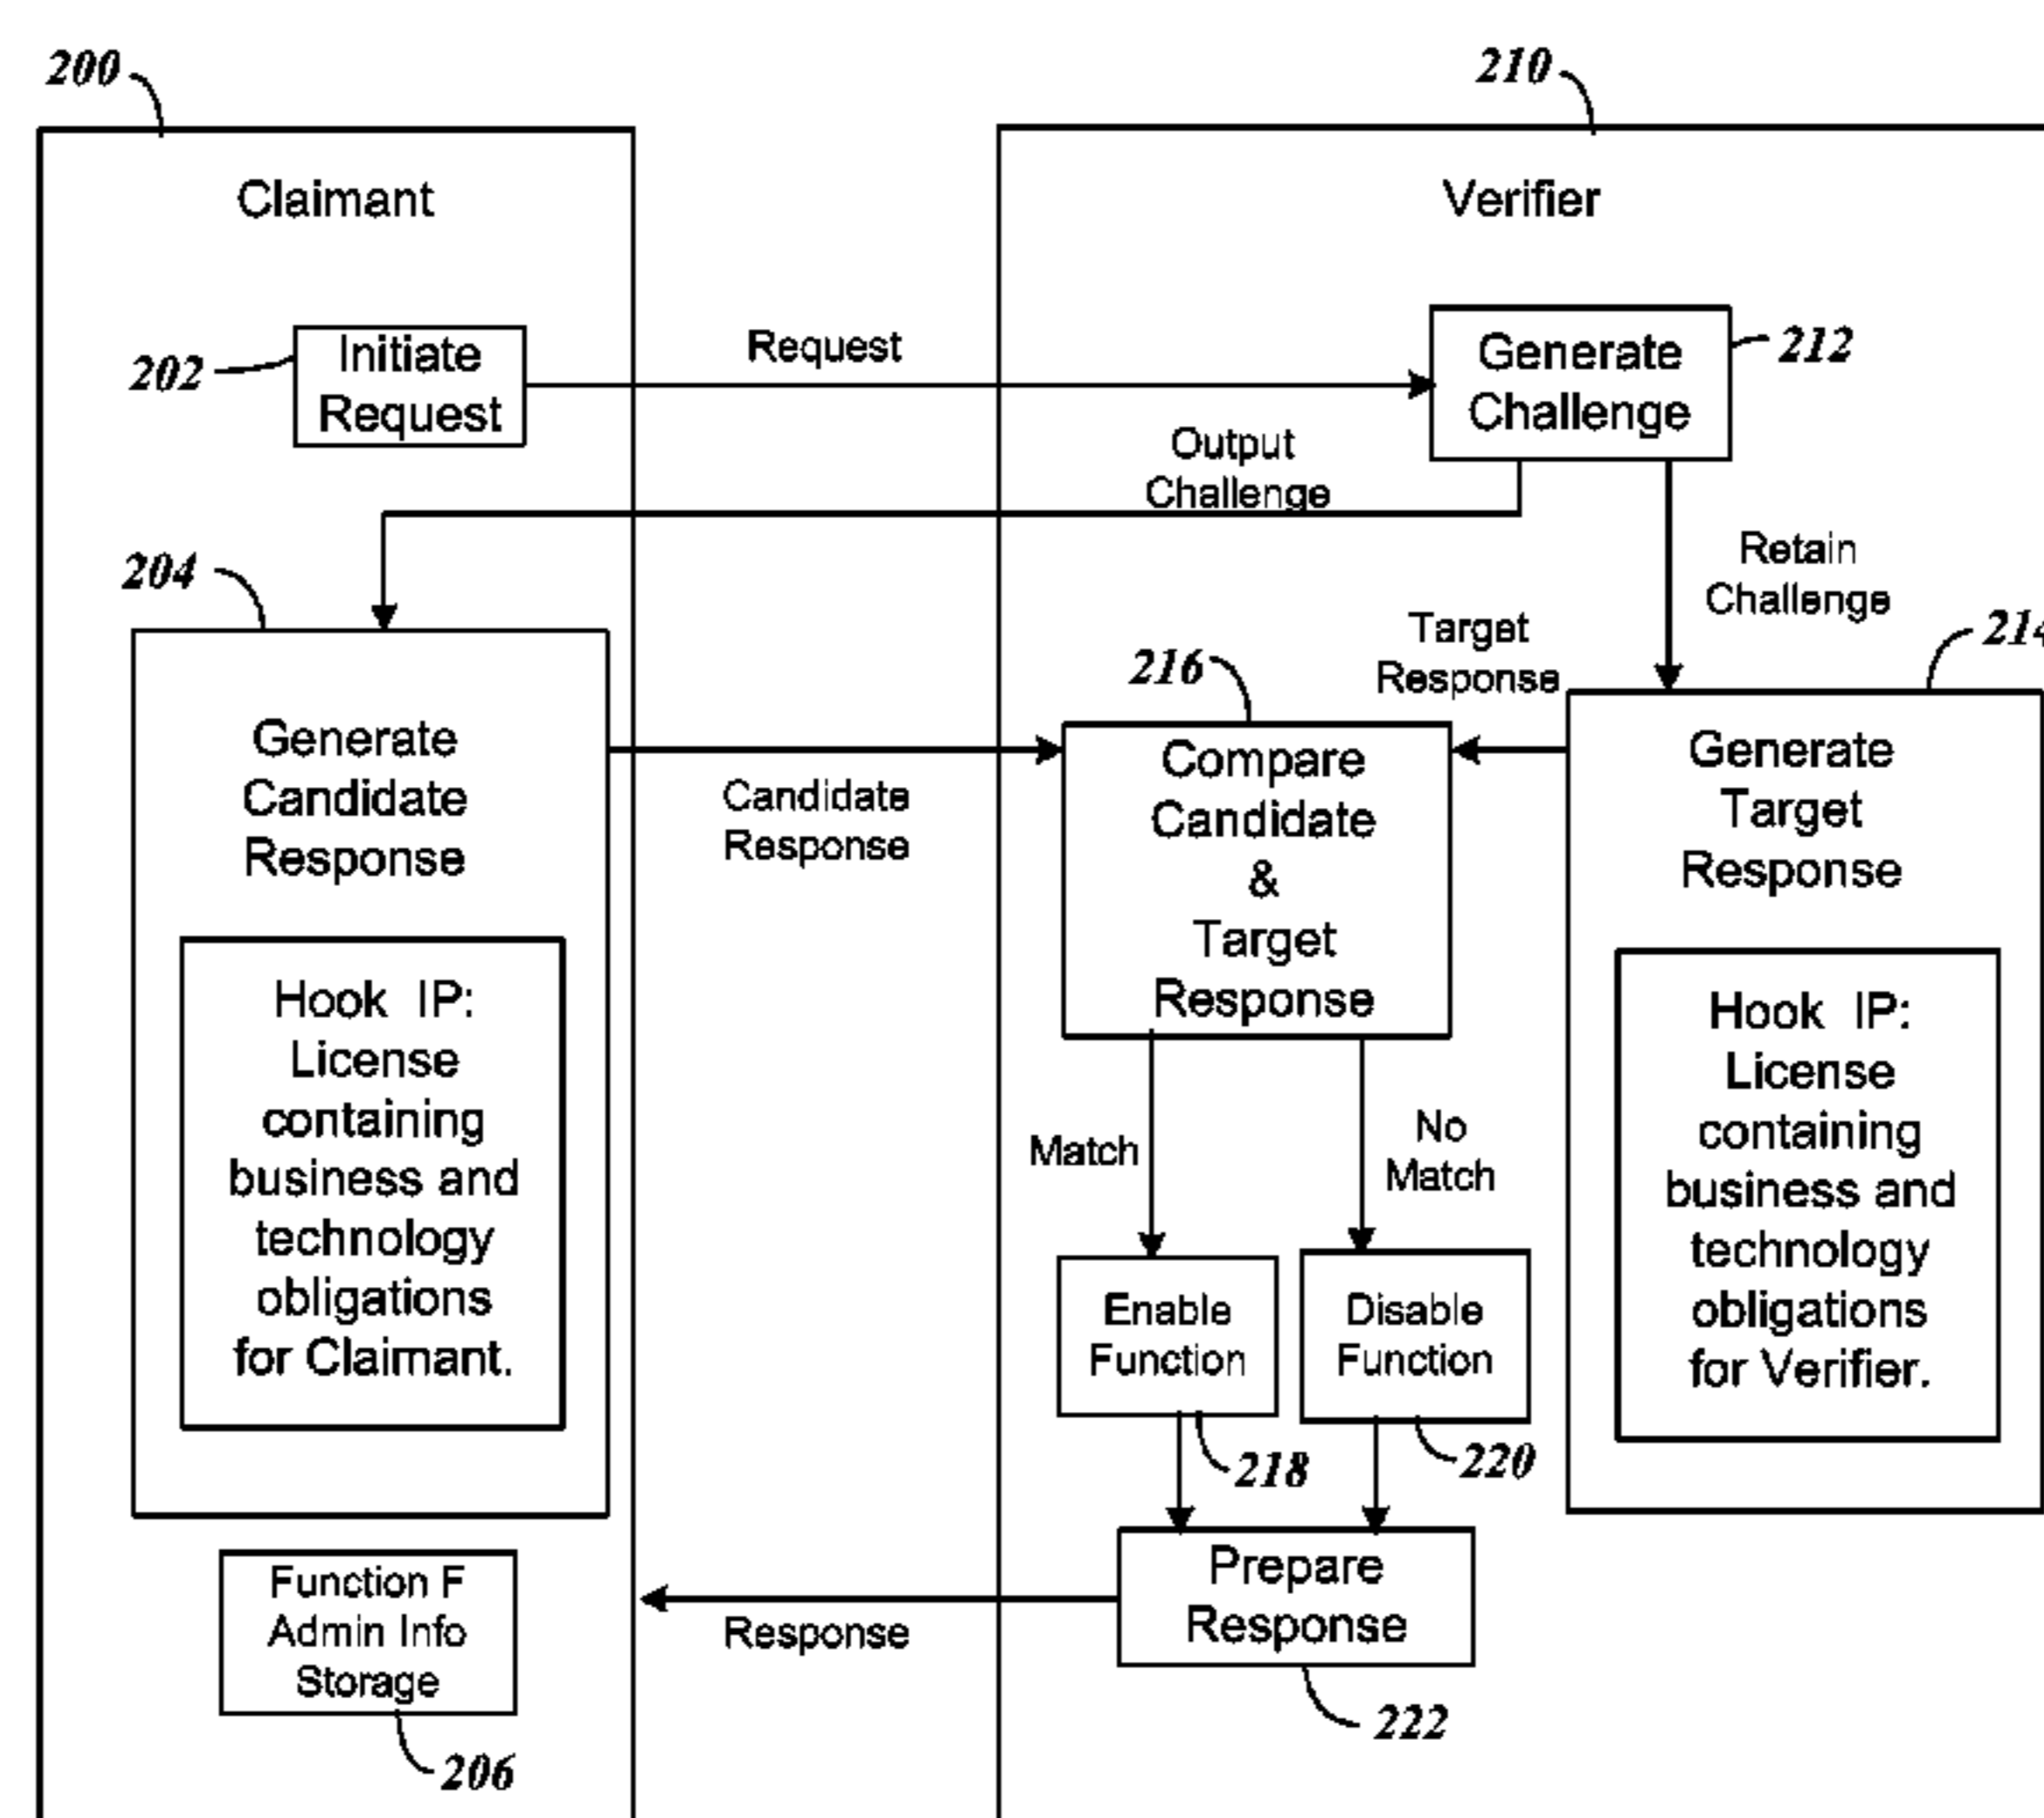 200
210
Claimant
Verifier
202
Initiate
Request
Request
Generate
Challenge
212
Output
Challenge
Retain
Challenge
204
Target
Response
214
216
Generate
Candidate
Response
Candidate
Response
Compare
Candidate
&
Target
Response
Generate
Target
Response
Hook IP:
License
containing
business and
technology
obligations
for Claimant.
Hook IP:
License
containing
business and
technology
obligations
for Verifier.
Match
No
Match
Enable
Function
Disable
Function
218
220
Function F
Admin Info
Storage
Response
Prepare
Response
206
222